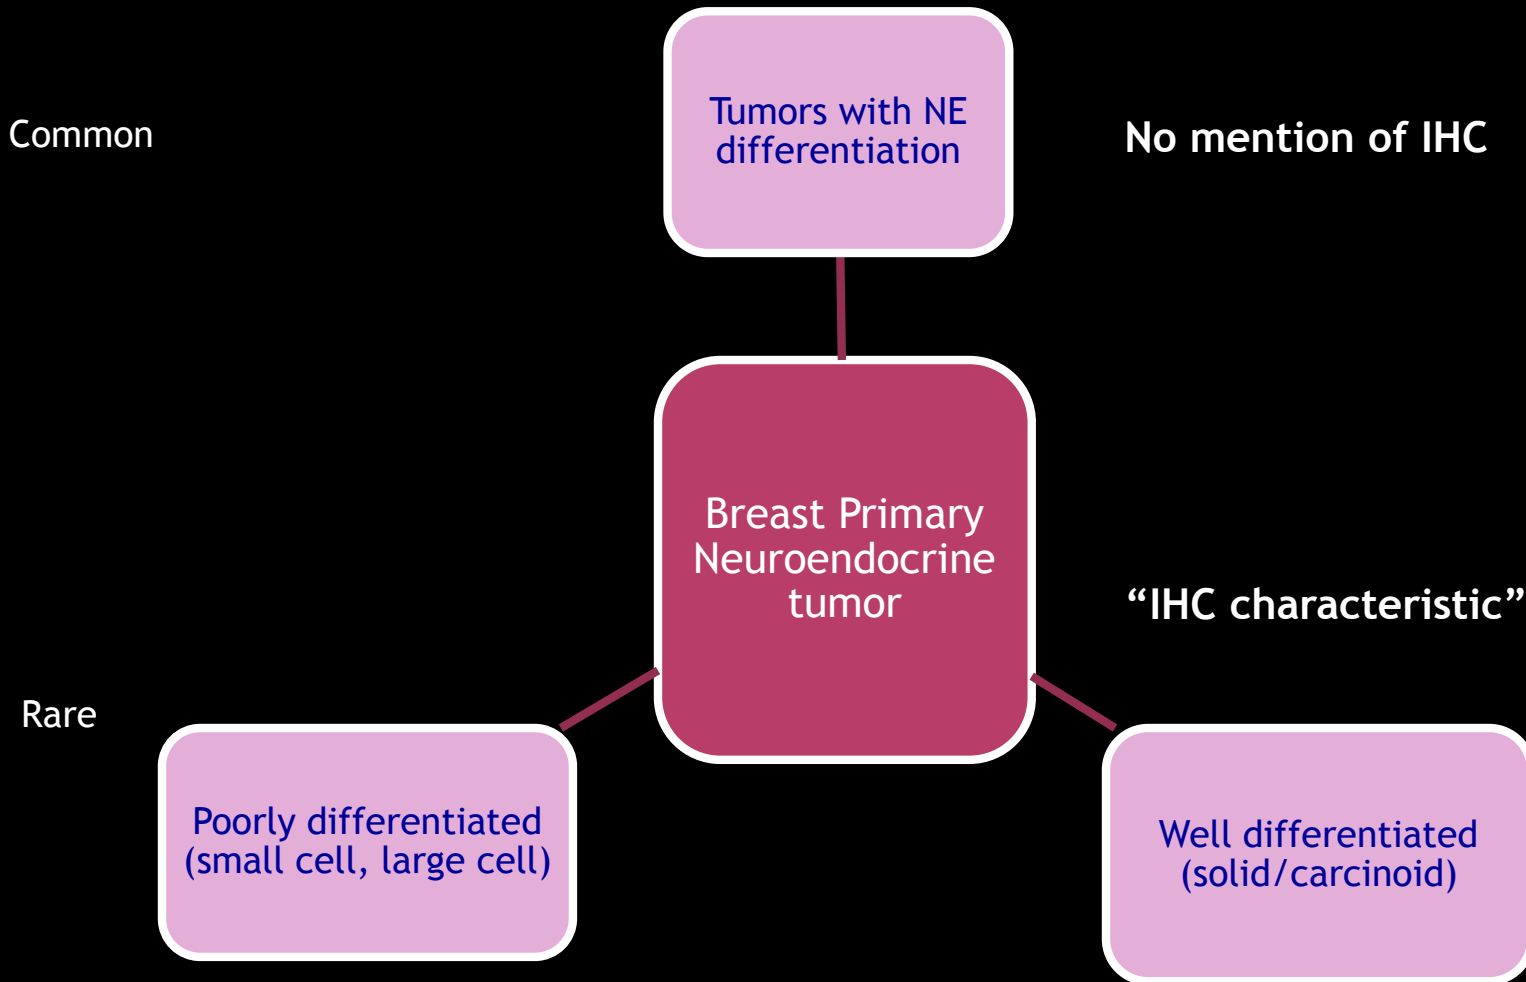 Common
Tumors with NE
differentiation
No mention of IHC
Breast Primary
Neuroendocrine
tumor
“IHC characteristic”
Rare
Poorly differentiated
(small cell, large cell)
Well differentiated
(solid/carcinoid)